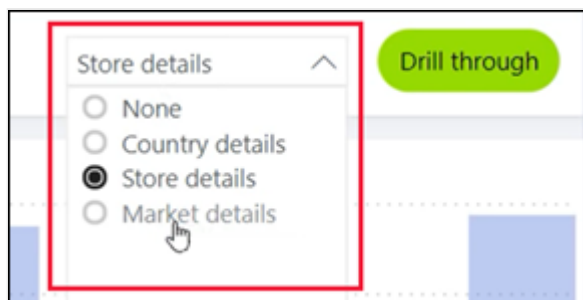 Store details
Drill through
None
Country details
Store details
Market details